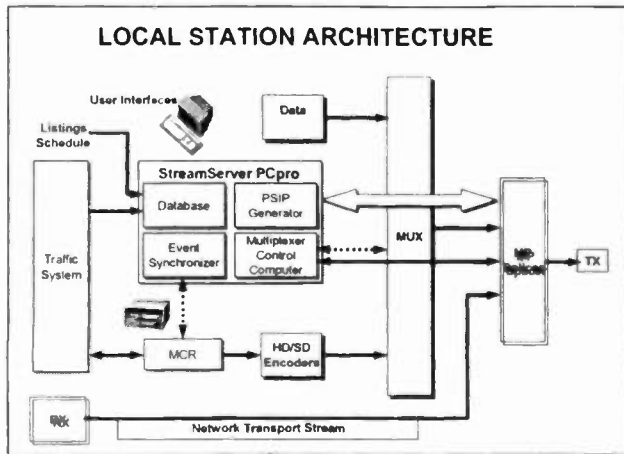 LOCAL STATION ARCHITECTURE
User Interfaces
Data
Listings
Schedule
StreamServer PCpro
Database
PSIP
Generator
Event
Synchronizer
Multiplexer
Control
Computer
MUX
Traffic
System
TX
MCR
HD/SD
Encoders
Network Transport Stream